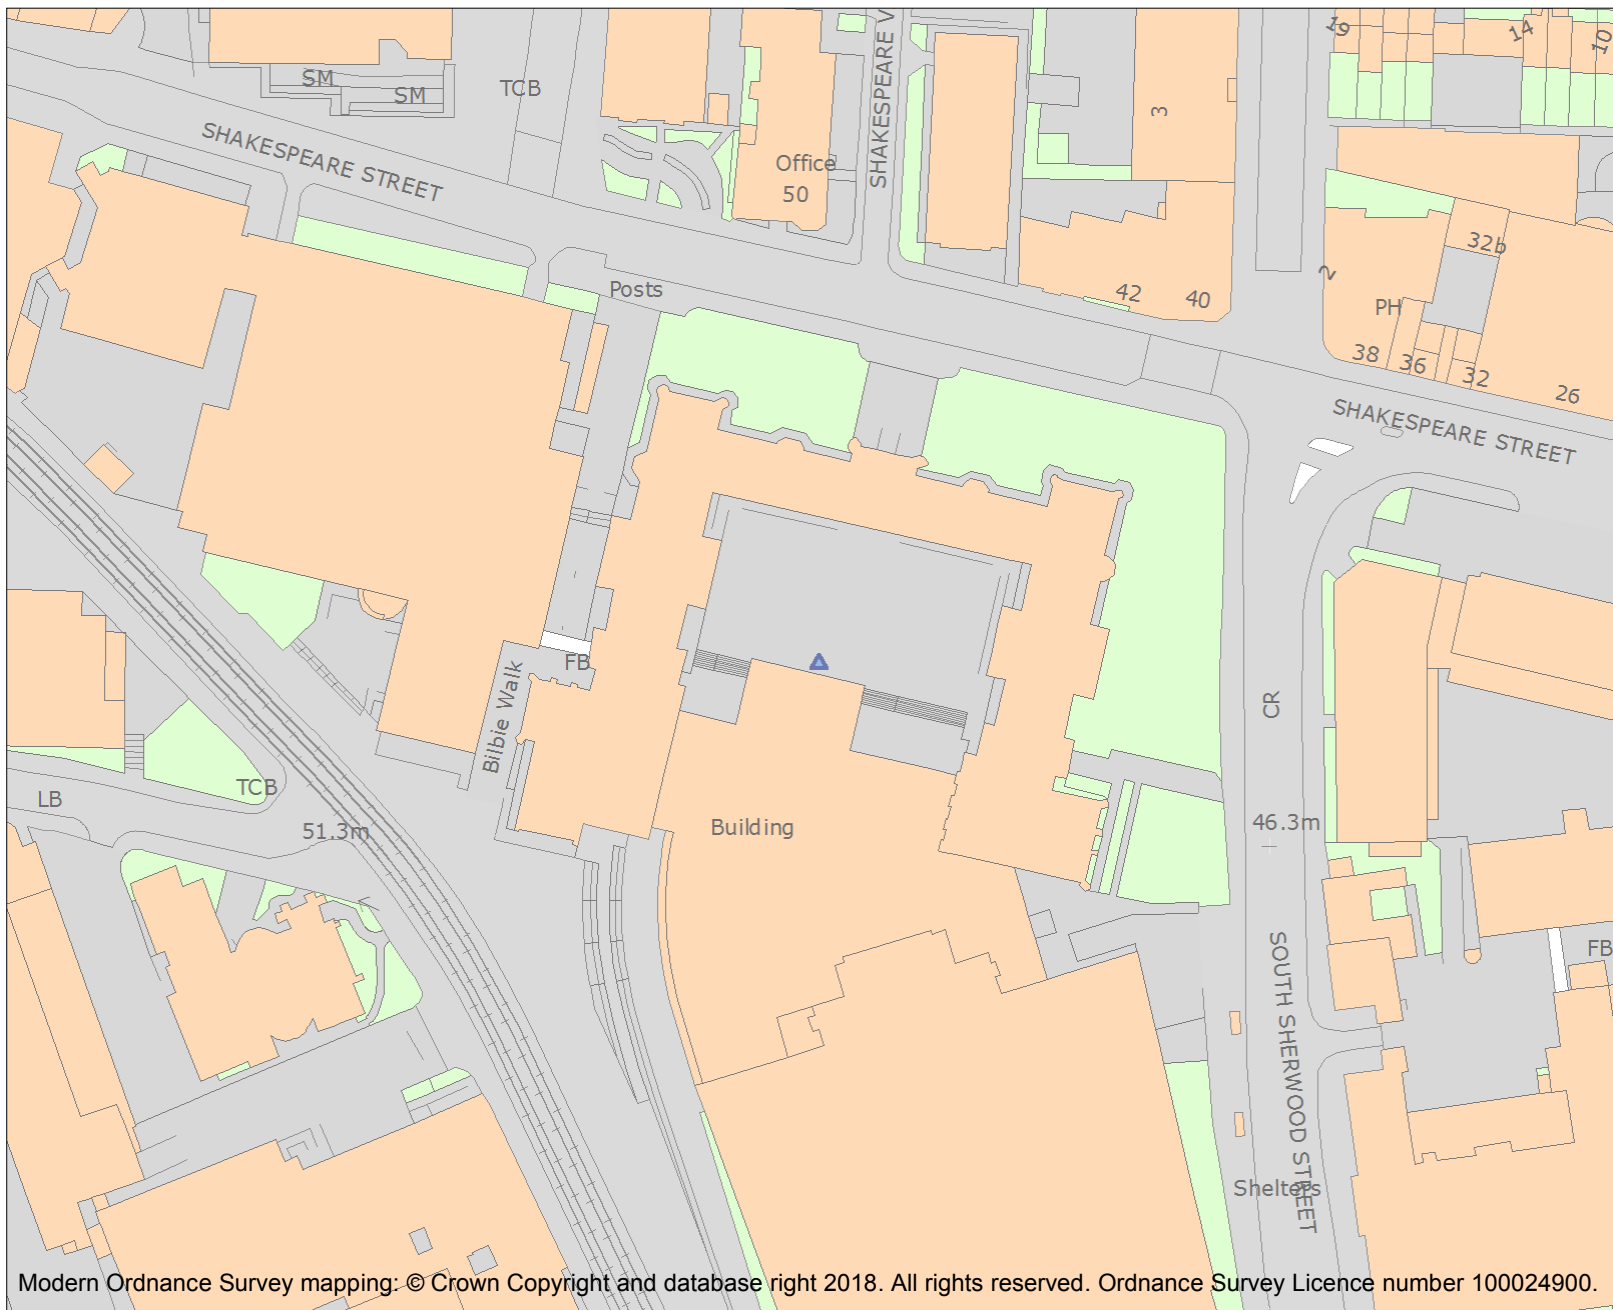 SM
SM
TCB
SHAKESPEARE V
3
19
14
10
SHAKESPEARE STREET
Office
50
32b
2
Posts
42
40
PH
38
36
32
26
SHAKESPEARE STREET
FB
Bilbie Walk
CR
TCB
LB
51.3m
Building
46.3m
SOUTH SHERWOOD STREET
FB
Shelters
Modern Ordnance Survey mapping: © Crown Copyright and database right 2018. All rights reserved. Ordnance Survey Licence number 100024900.